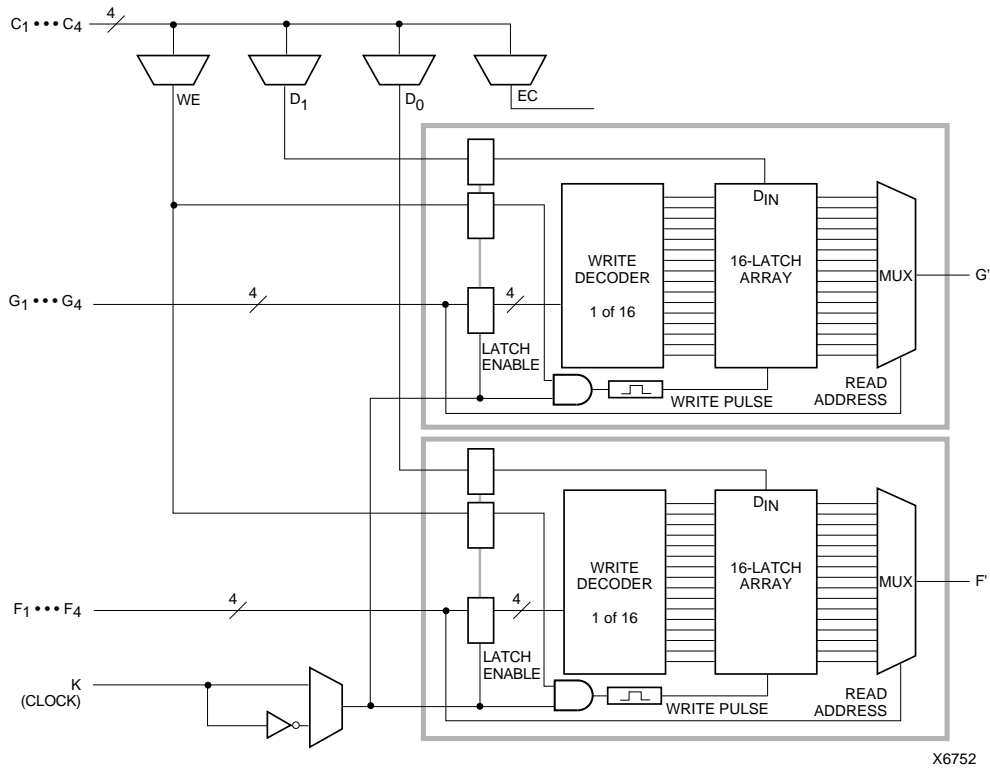 C1 ••• C4
4
WE
D1
D0
EC
DIN
WRITE
DECODER
1 of 16
16-LATCH
ARRAY
MUX
G'
G1 ••• G4
4
4
LATCH
ENABLE
WRITE PULSE
READ
ADDRESS
DIN
WRITE
DECODER
1 of 16
16-LATCH
ARRAY
MUX
F'
F1 ••• F4
4
4
LATCH
ENABLE
K
(CLOCK)
WRITE PULSE
READ
ADDRESS
X6752